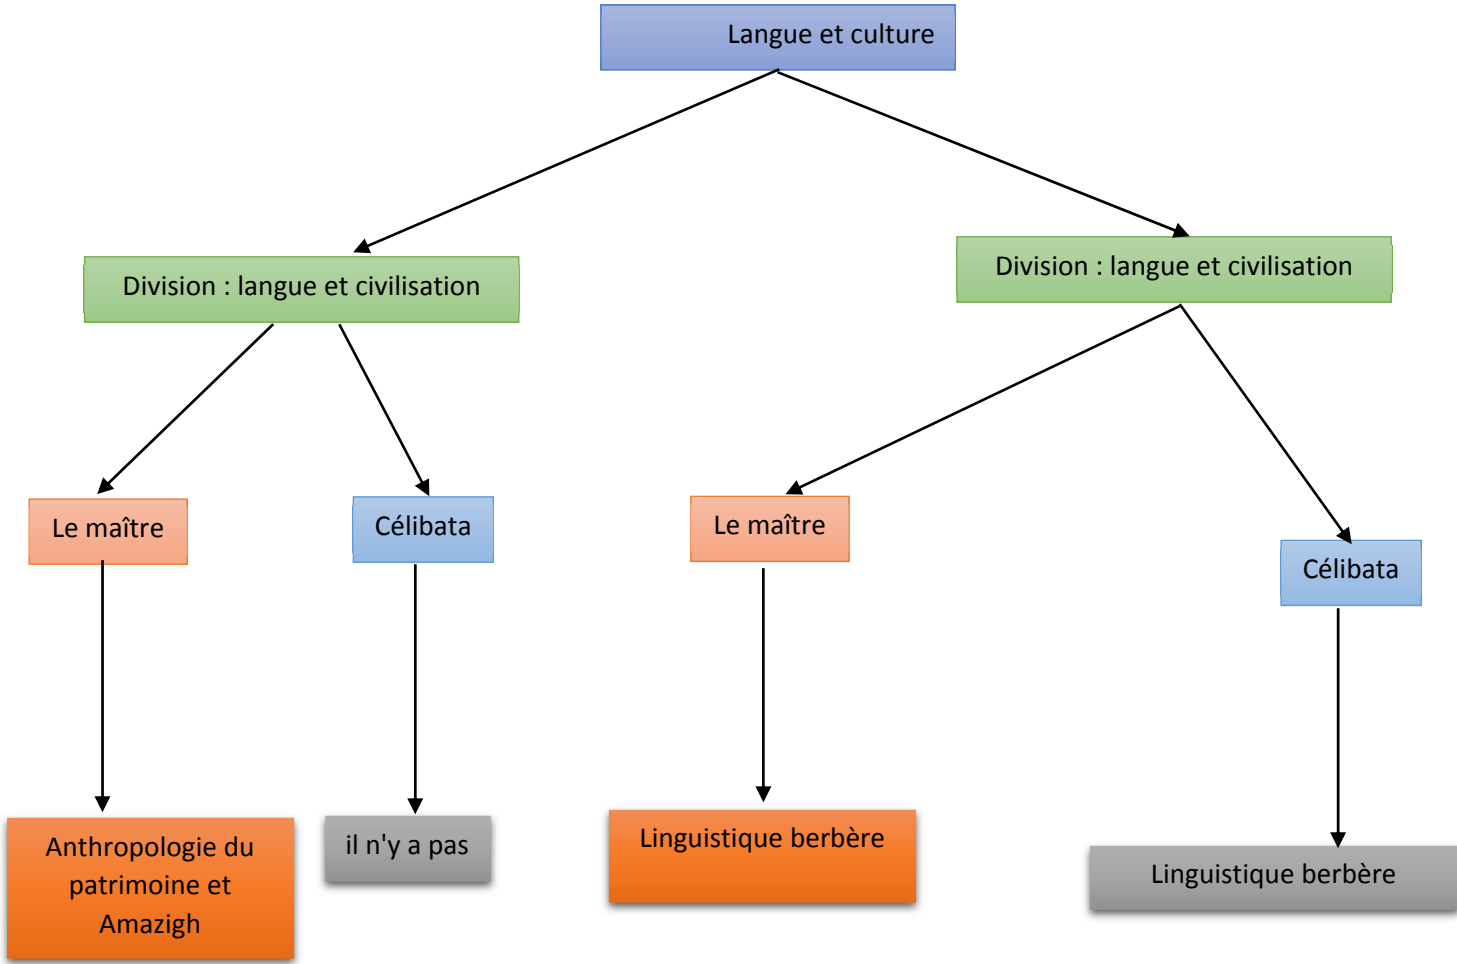 Langue et culture
Division : langue et civilisation
Division : langue et civilisation
Le maître
Célibata
Le maître
Célibata
Anthropologie du
patrimoine et
Amazigh
il n'y a pas
Linguistique berbère
Linguistique berbère